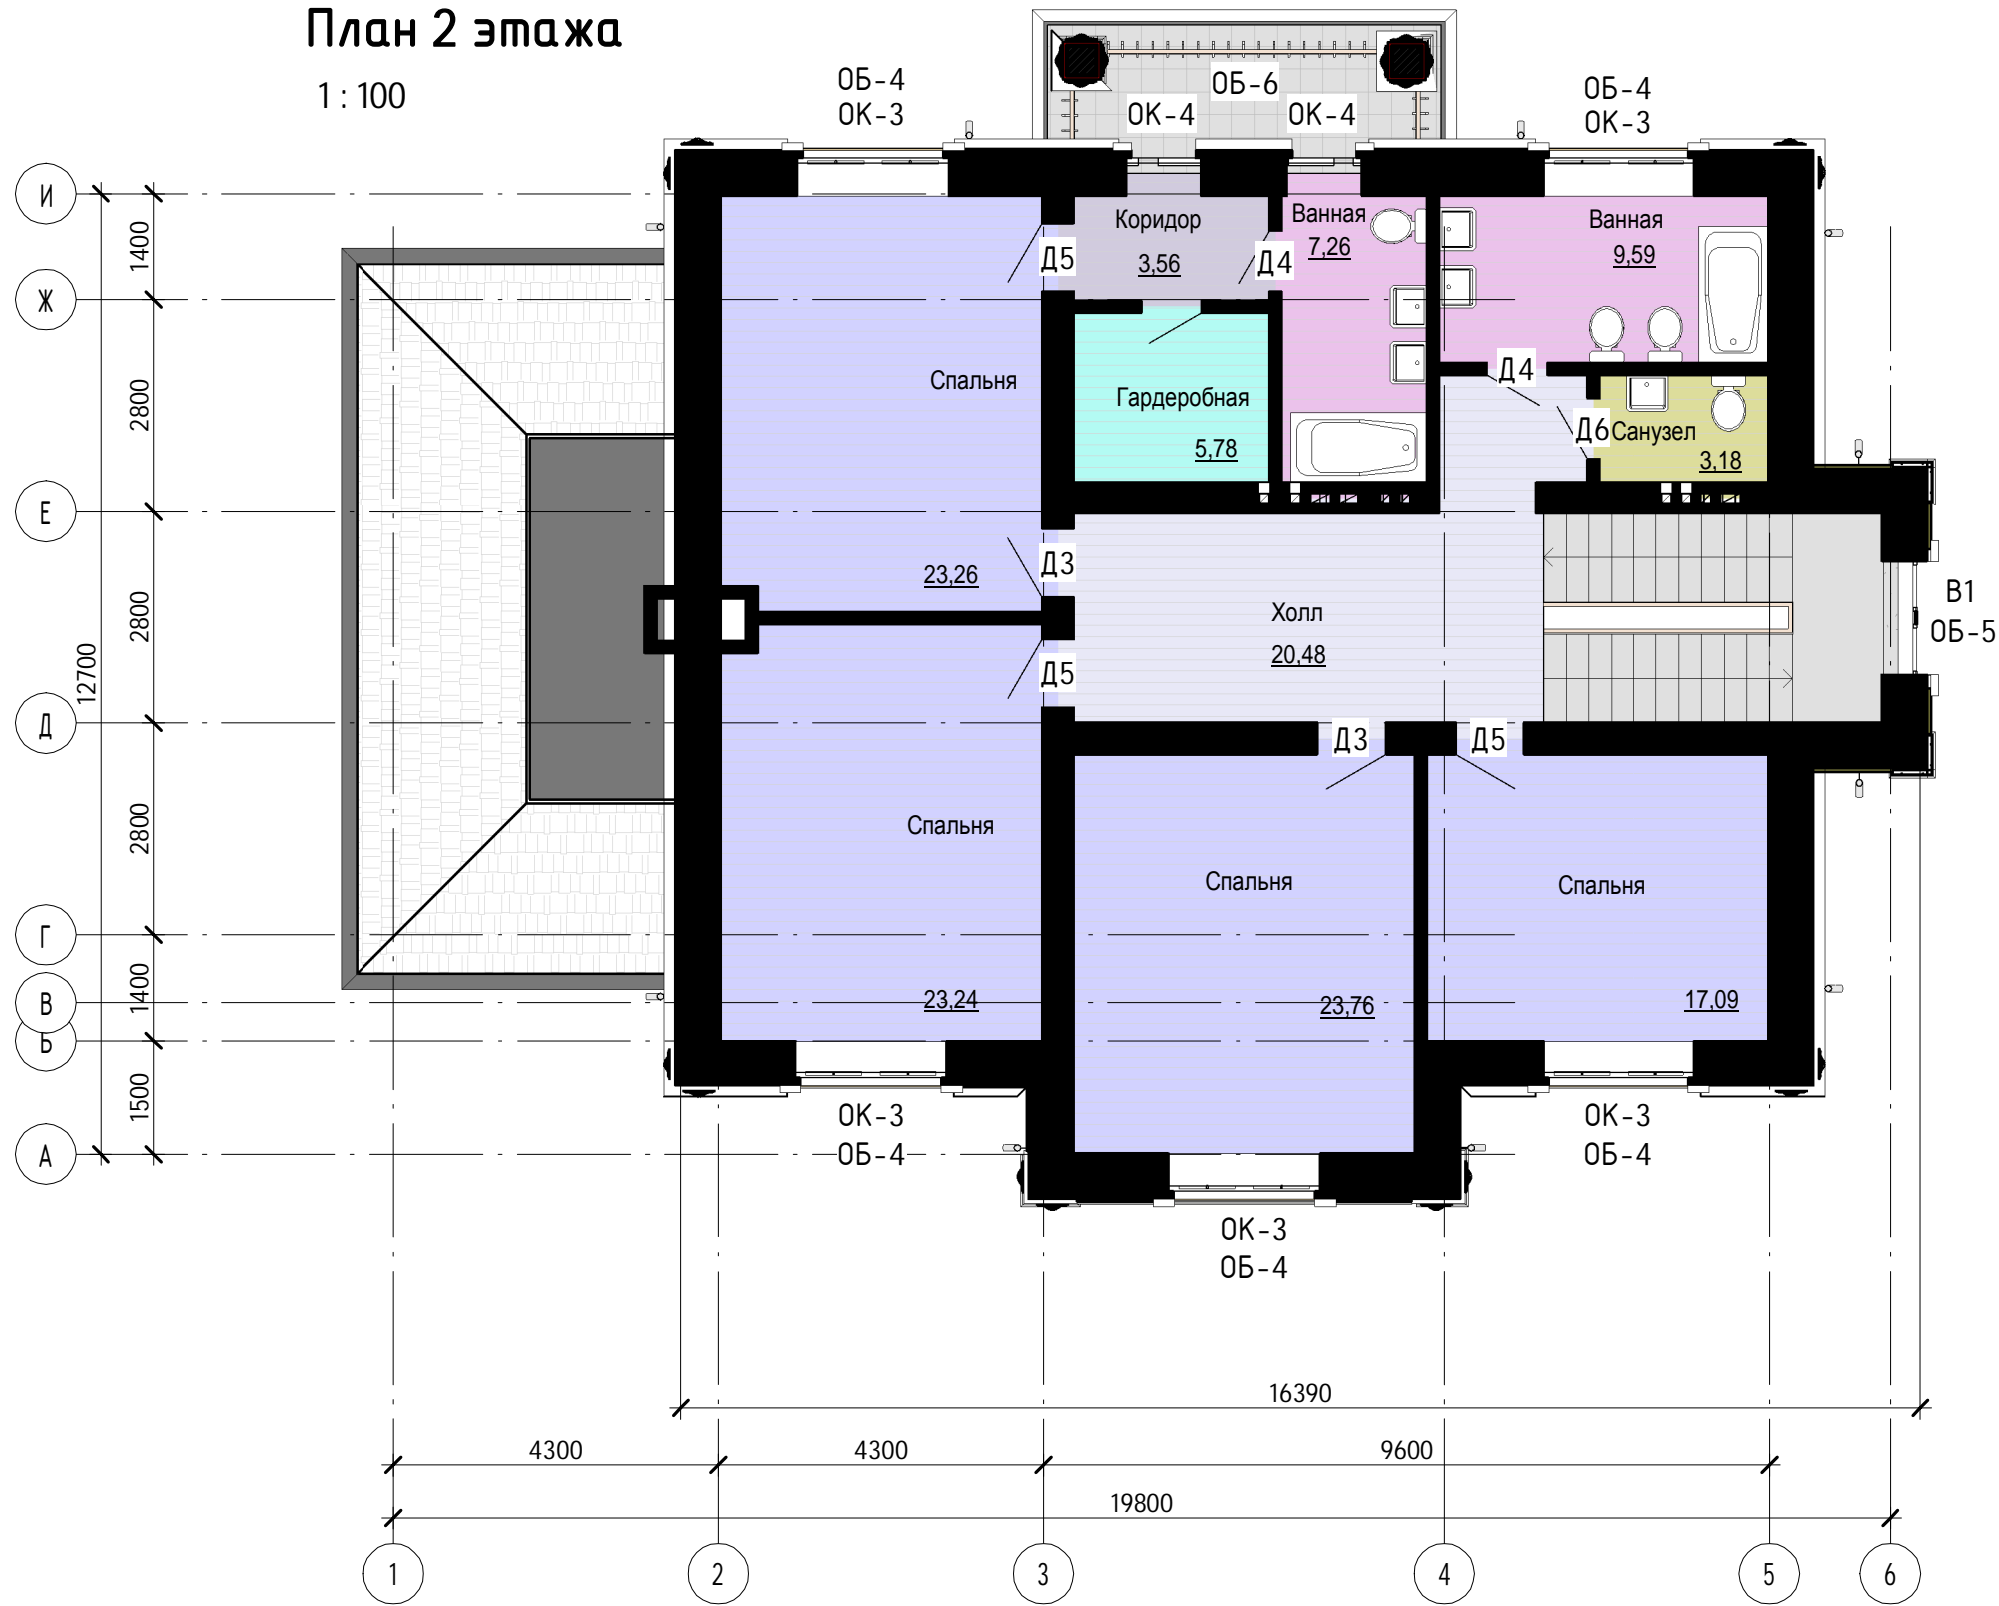 План 2 этажа
1 : 100
ОБ-4
ОК-3
ОБ-6
ОК-4
ОК-4
ОБ-4
ОК-3
И
Ж
Е
Д
Г
В
Б
А
1400
2800
2800
2800
1400
1500
12700
Коридор
3,56
Д5
Д4
Ванная
7,26
Ванная
9,59
Спальня
23,26
Гардеробная
5,78
Д4
Д6
Санузел
3,18
Д3
Холл
20,48
Д5
В1
ОБ-5
Д3
Д5
Спальня
23,24
Спальня
23,76
Спальня
17,09
ОК-3
ОБ-4
ОК-3
ОБ-4
ОК-3
ОБ-4
16390
4300
4300
9600
19800
1
2
3
4
5
6